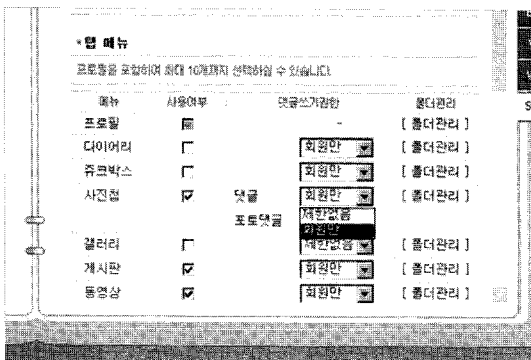 *탭 메뉴
프로필을 포함하여 최대 10개까지 선택하실 수 있습니다.
메뉴 사용여부 댓글쓰기권한 폴더관리
프로필 - [ 폴더관리 ]
다이어리 회원만 [ 폴더관리 ]
쥬크박스 회원만 [ 폴더관리 ]
사진첩 댓글 회원만 [ 폴더관리 ]
포토댓글 제한없음
회원만
갤러리 제한없음 [ 폴더관리 ]
게시판 회원만 [ 폴더관리 ]
동영상 회원만 [ 폴더관리 ]
S